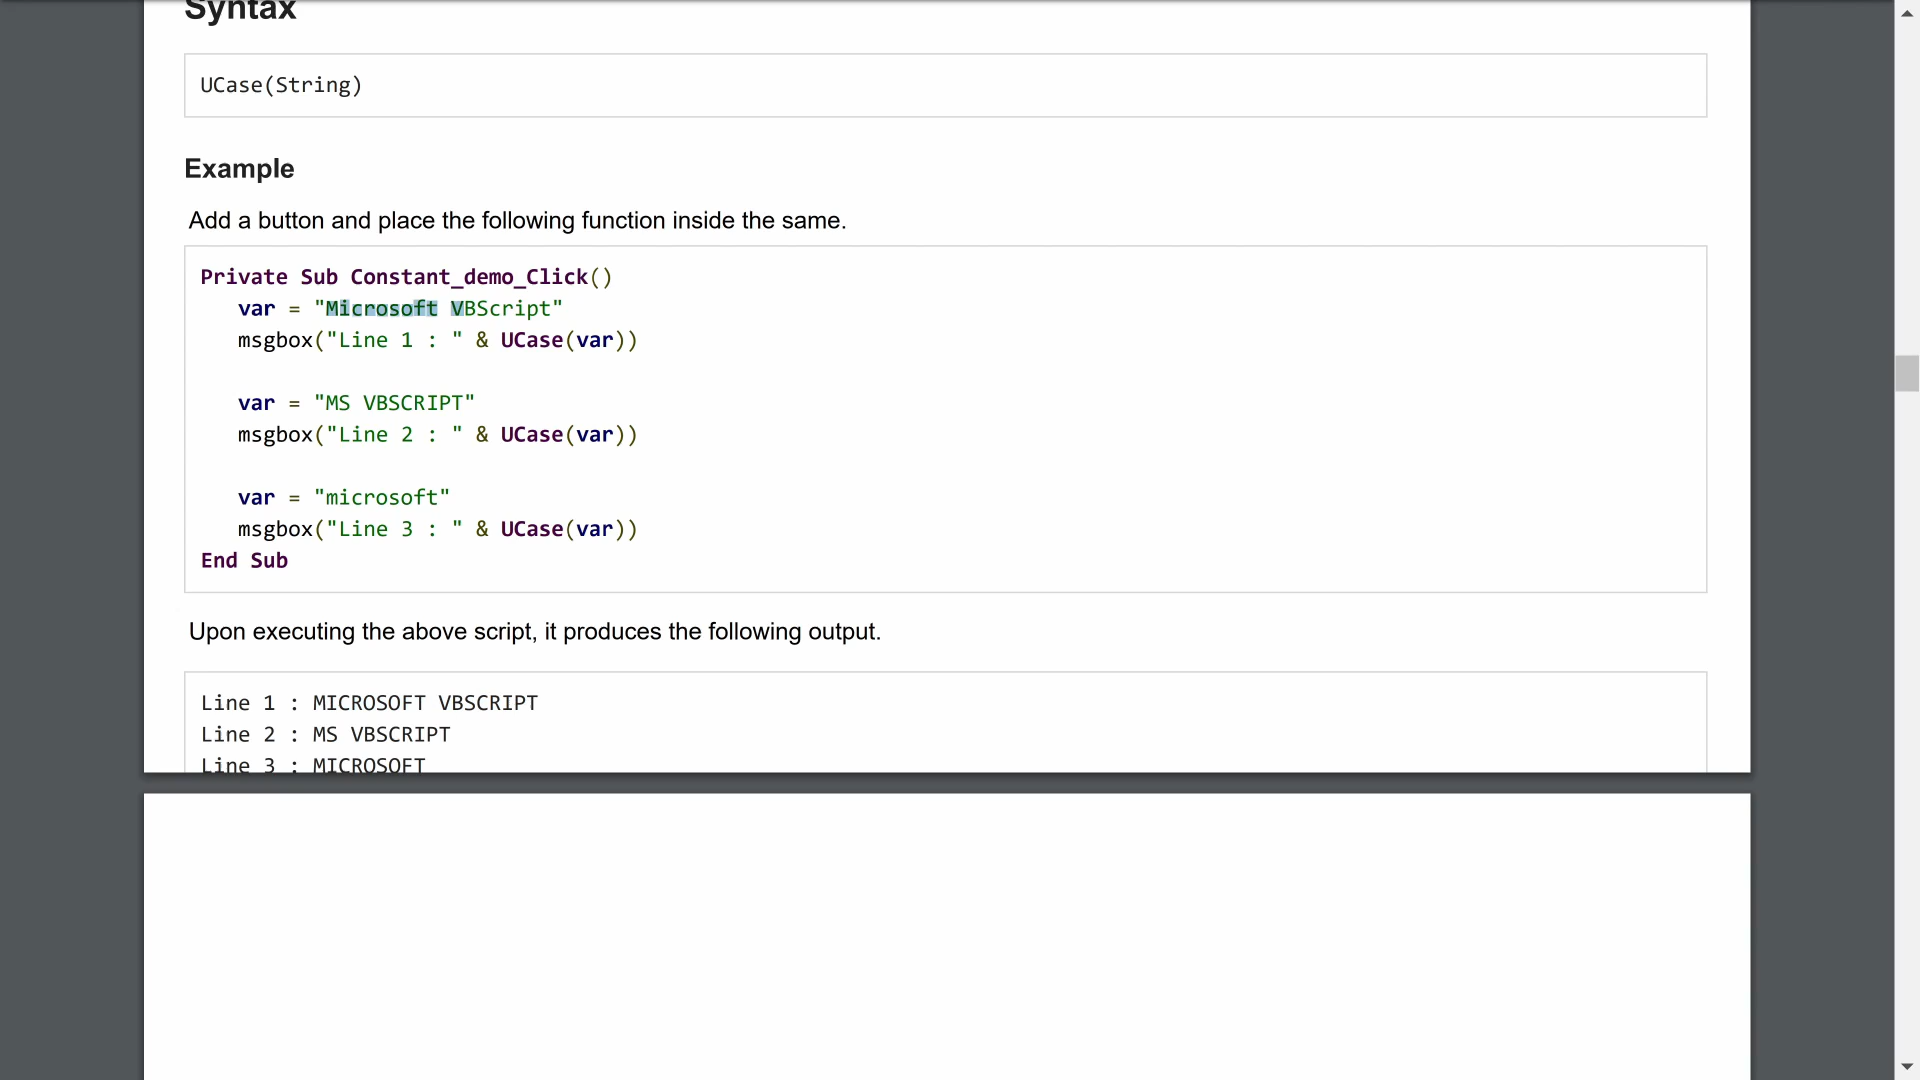 Syntax
UCase(String)
Example
Add a button and place the following function inside the same.
Private Sub Constant_demo_Click()
   var = "Microsoft VBScript"
   msgbox("Line 1 : " & UCase(var))
   var = "MS VBSCRIPT"
   msgbox("Line 2 : " & UCase(var))
   var = "microsoft"
   msgbox("Line 3 : " & UCase(var))
End Sub
Upon executing the above script, it produces the following output.
Line 1 : MICROSOFT VBSCRIPT
Line 2 : MS VBSCRIPT
Line 3 : MICROSOFT